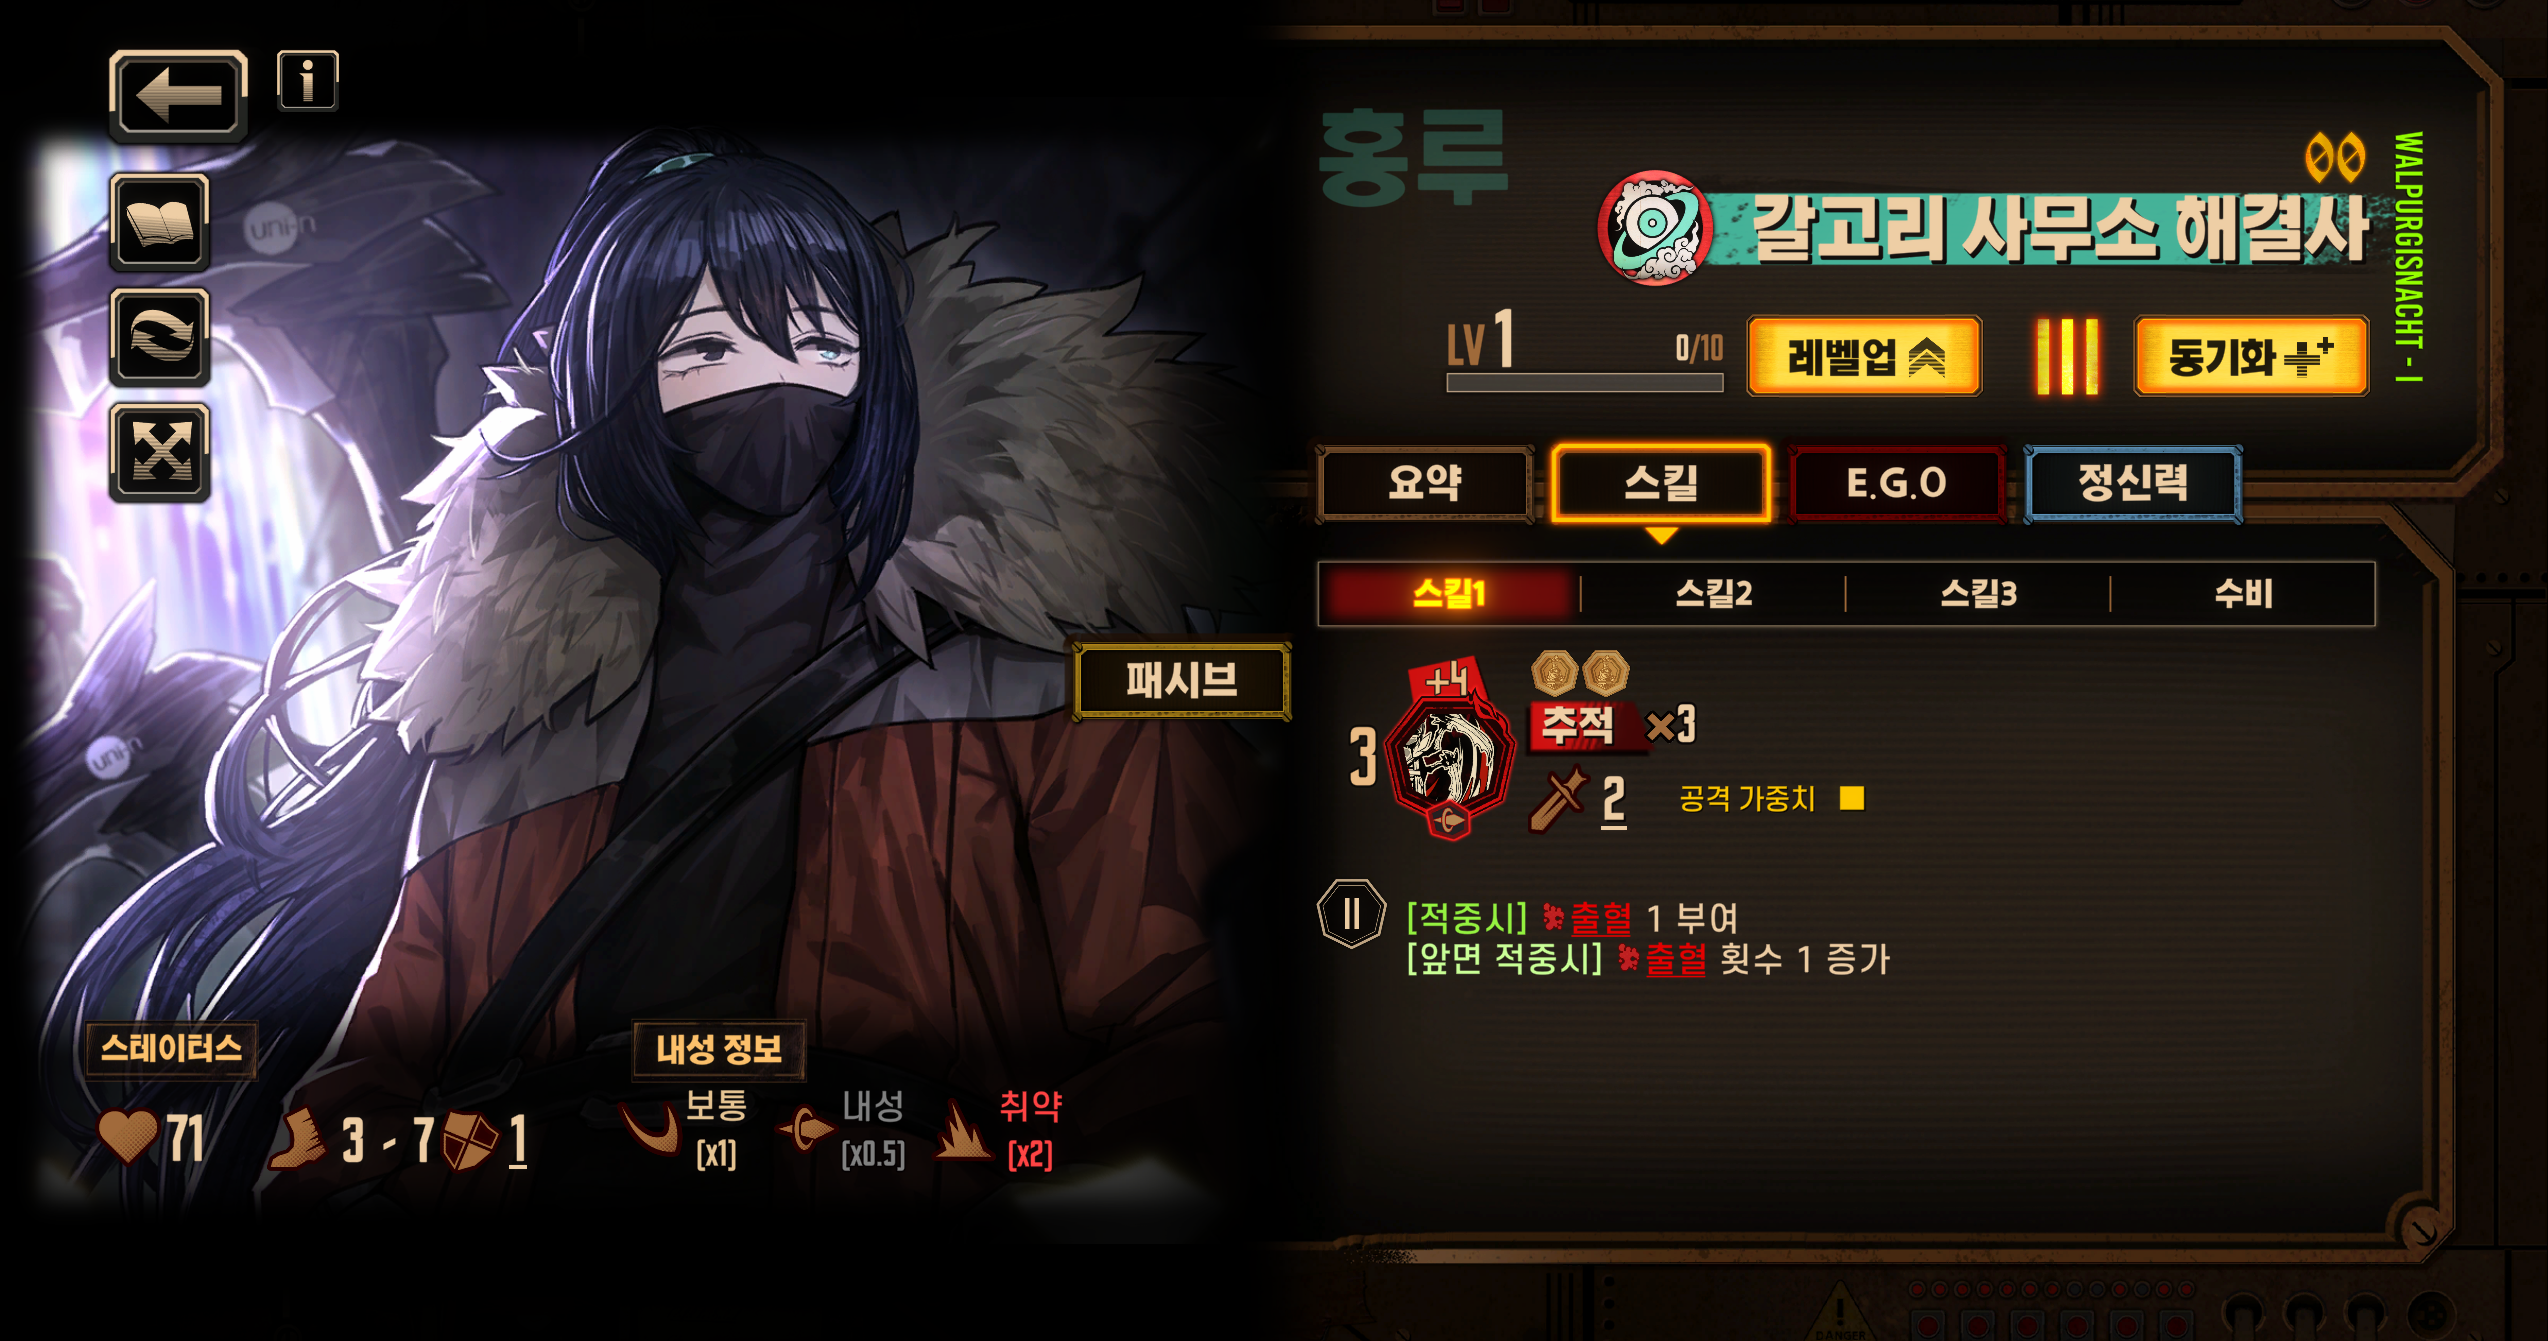 홍루
갈고리 사무소 해결사
WALPURGISNACHT - I
LV 1
0/10
레벨업
동기화
요약
스킬
E.G.O
정신력
스킬1
스킬2
스킬3
수비
패시브
+4
3
추적 ×3
2
공격 가중치
II
[적중시] 출혈 1 부여
[앞면 적중시] 출혈 횟수 1 증가
스테이터스
71
3 - 7
1
내성 정보
보통
[x1]
내성
[x0.5]
취약
[x2]
DANGER